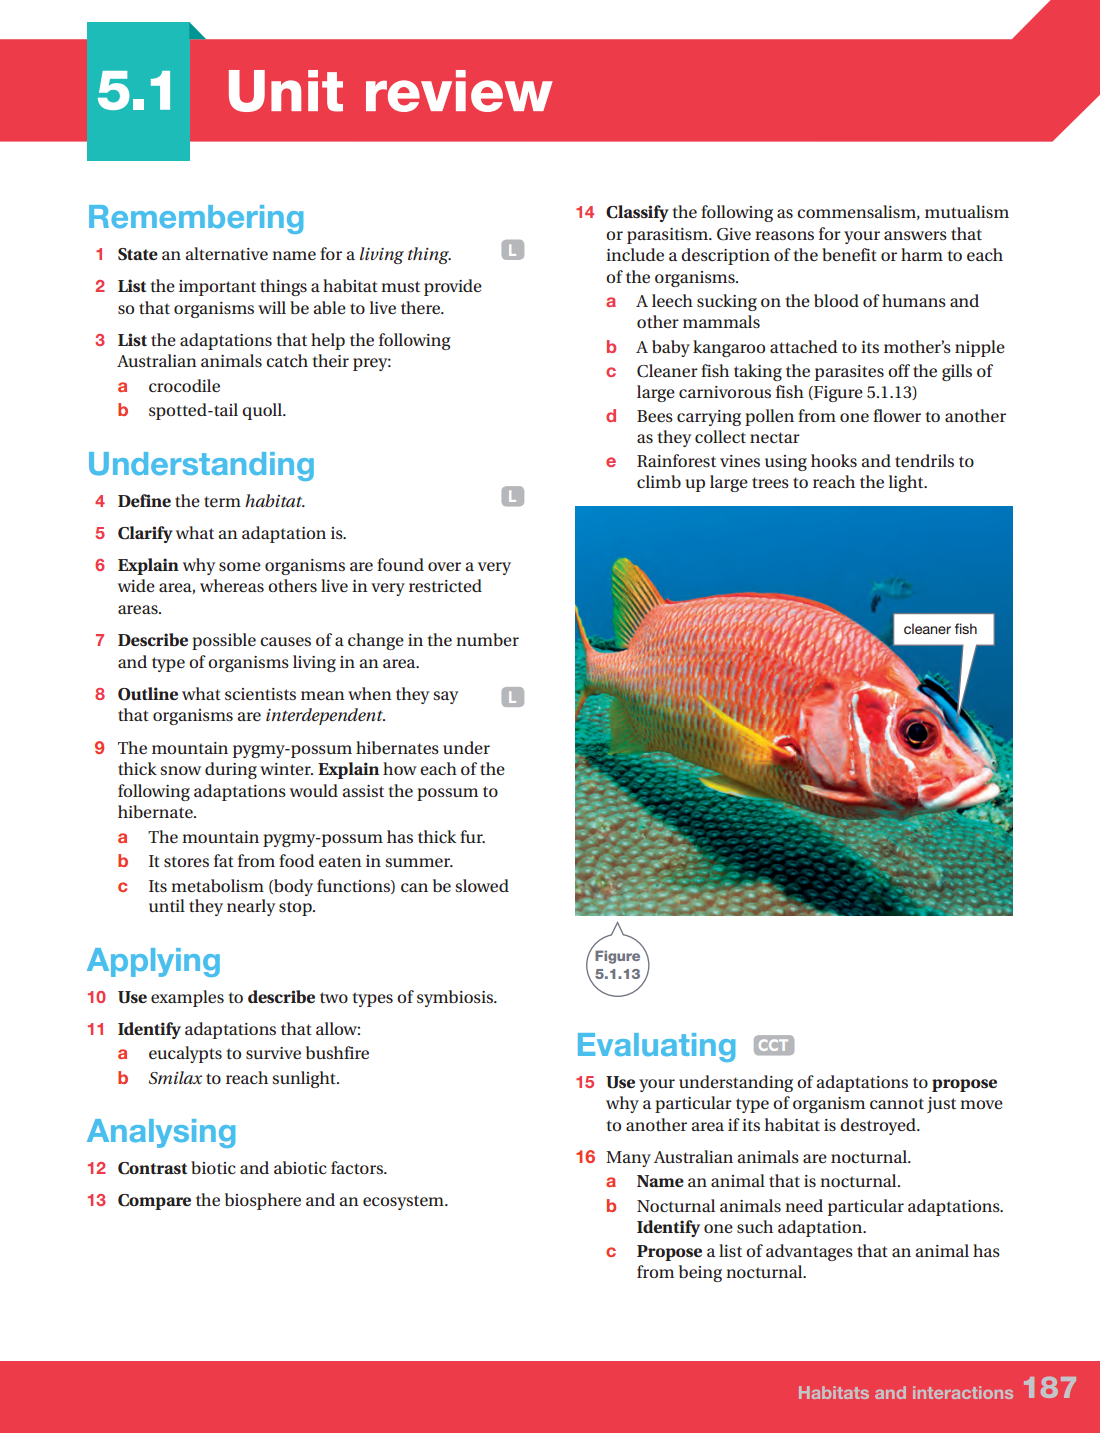 5.1
Unit review
Remembering
1 State an alternative name for a living thing.
L
2 List the important things a habitat must provide
so that organisms will be able to live there.
3 List the adaptations that help the following
Australian animals catch their prey:
a crocodile
b spotted-tail quoll.
Understanding
4 Define the term habitat.
L
5 Clarify what an adaptation is.
6 Explain why some organisms are found over a very
wide area, whereas others live in very restricted
areas.
7 Describe possible causes of a change in the number
and type of organisms living in an area.
8 Outline what scientists mean when they say
that organisms are interdependent.
L
9 The mountain pygmy-possum hibernates under
thick snow during winter. Explain how each of the
following adaptations would assist the possum to
hibernate.
a The mountain pygmy-possum has thick fur.
b It stores fat from food eaten in summer.
c Its metabolism (body functions) can be slowed
until they nearly stop.
Applying
10 Use examples to describe two types of symbiosis.
11 Identify adaptations that allow:
a eucalypts to survive bushfire
b Smilax to reach sunlight.
Analysing
12 Contrast biotic and abiotic factors.
13 Compare the biosphere and an ecosystem.
14 Classify the following as commensalism, mutualism
or parasitism. Give reasons for your answers that
include a description of the benefit or harm to each
of the organisms.
a A leech sucking on the blood of humans and
other mammals
b A baby kangaroo attached to its mother's nipple
c Cleaner fish taking the parasites off the gills of
large carnivorous fish (Figure 5.1.13)
d Bees carrying pollen from one flower to another
as they collect nectar
e Rainforest vines using hooks and tendrils to
climb up large trees to reach the light.
cleaner fish
Figure
5.1.13
Evaluating CCT
15 Use your understanding of adaptations to propose
why a particular type of organism cannot just move
to another area if its habitat is destroyed.
16 Many Australian animals are nocturnal.
a Name an animal that is nocturnal.
b Nocturnal animals need particular adaptations.
Identify one such adaptation.
c Propose a list of advantages that an animal has
from being nocturnal.
Habitats and interactions 187